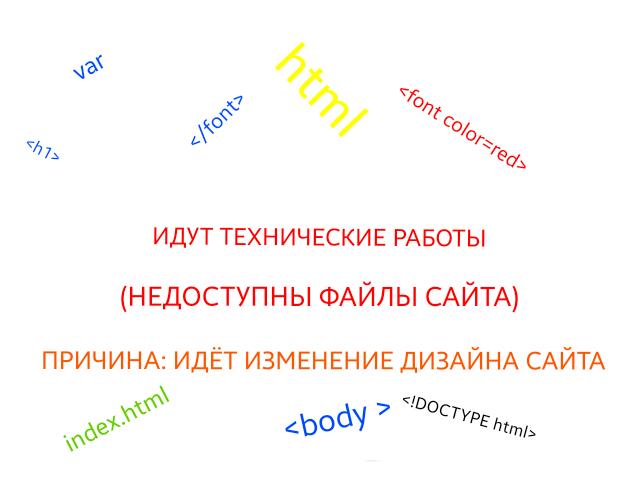 var
html
</font>
<font color=red>
<h1>
ИДУТ ТЕХНИЧЕСКИЕ РАБОТЫ
(НЕДОСТУПНЫ ФАЙЛЫ САЙТА)
ПРИЧИНА: ИДЁТ ИЗМЕНЕНИЕ ДИЗАЙНА САЙТА
index.html
<body >
<!DOCTYPE html>